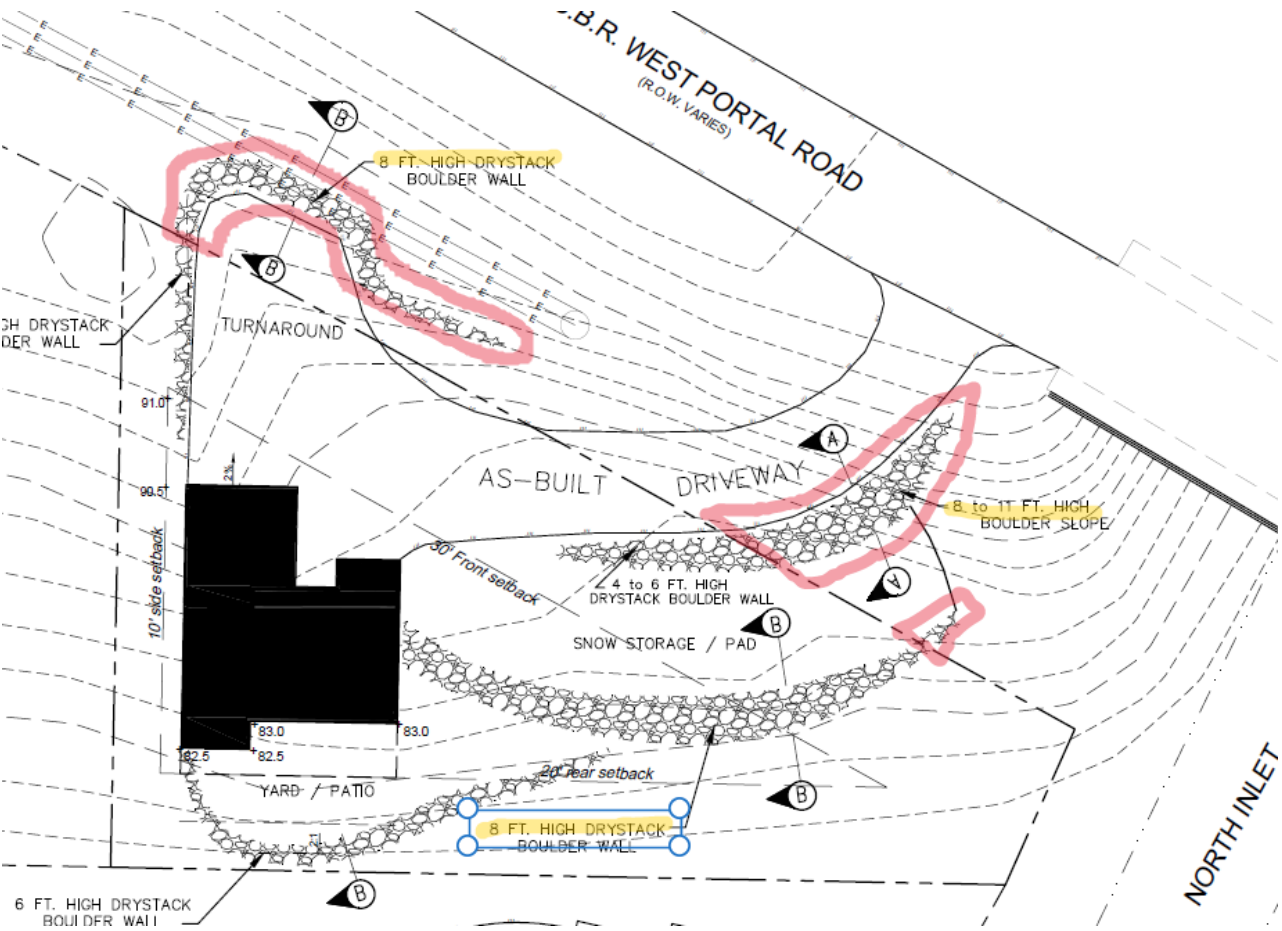 .B.R. WEST PORTAL ROAD
(R.O.W. VARIES)
B
8 FT. HIGH DRYSTACK
BOULDER WALL
E E E E E E E E E E
B
GH DRYSTACK
DER WALL
TURNAROUND
91.0
A
AS-BUILT DRIVEWAY
2%
90.5
8 to 11 FT. HIGH
BOULDER SLOPE
10' side setback
30' Front setback
4 to 6 FT. HIGH
DRYSTACK BOULDER WALL
A
B
SNOW STORAGE / PAD
83.0
83.0
82.5
82.5
20' rear setback
YARD / PATIO
B
8 FT. HIGH DRYSTACK
BOULDER WALL
NORTH INLET
B
6 FT. HIGH DRYSTACK
BOULDER WALL